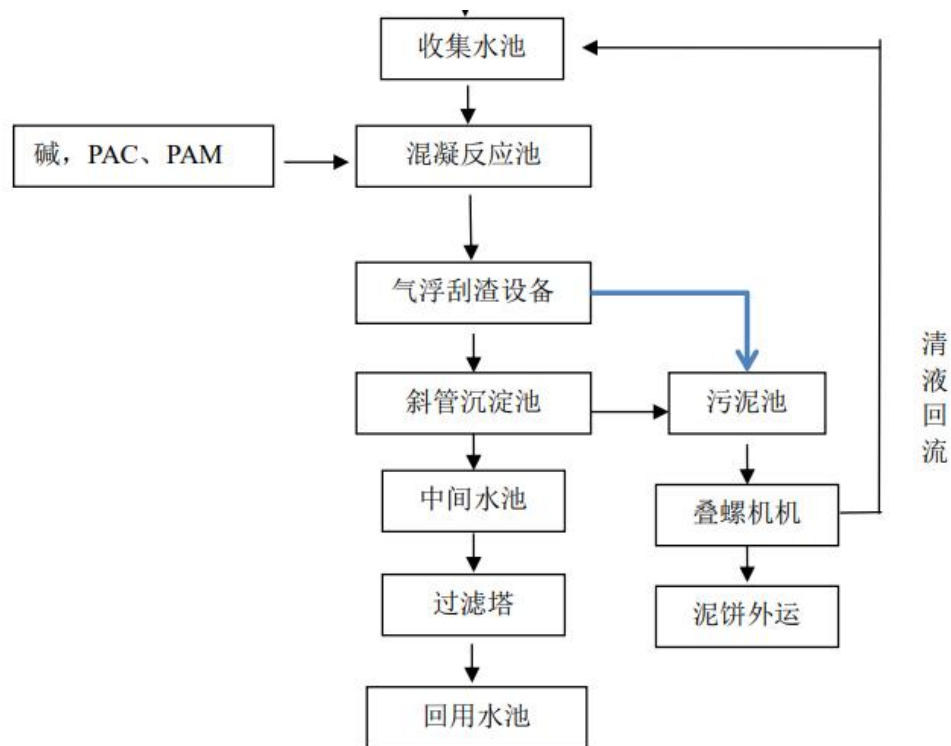 收集水池
碱，PAC、PAM
混凝反应池
气浮刮渣设备
斜管沉淀池
污泥池
清
液
回
流
中间水池
叠螺机机
过滤塔
泥饼外运
回用水池